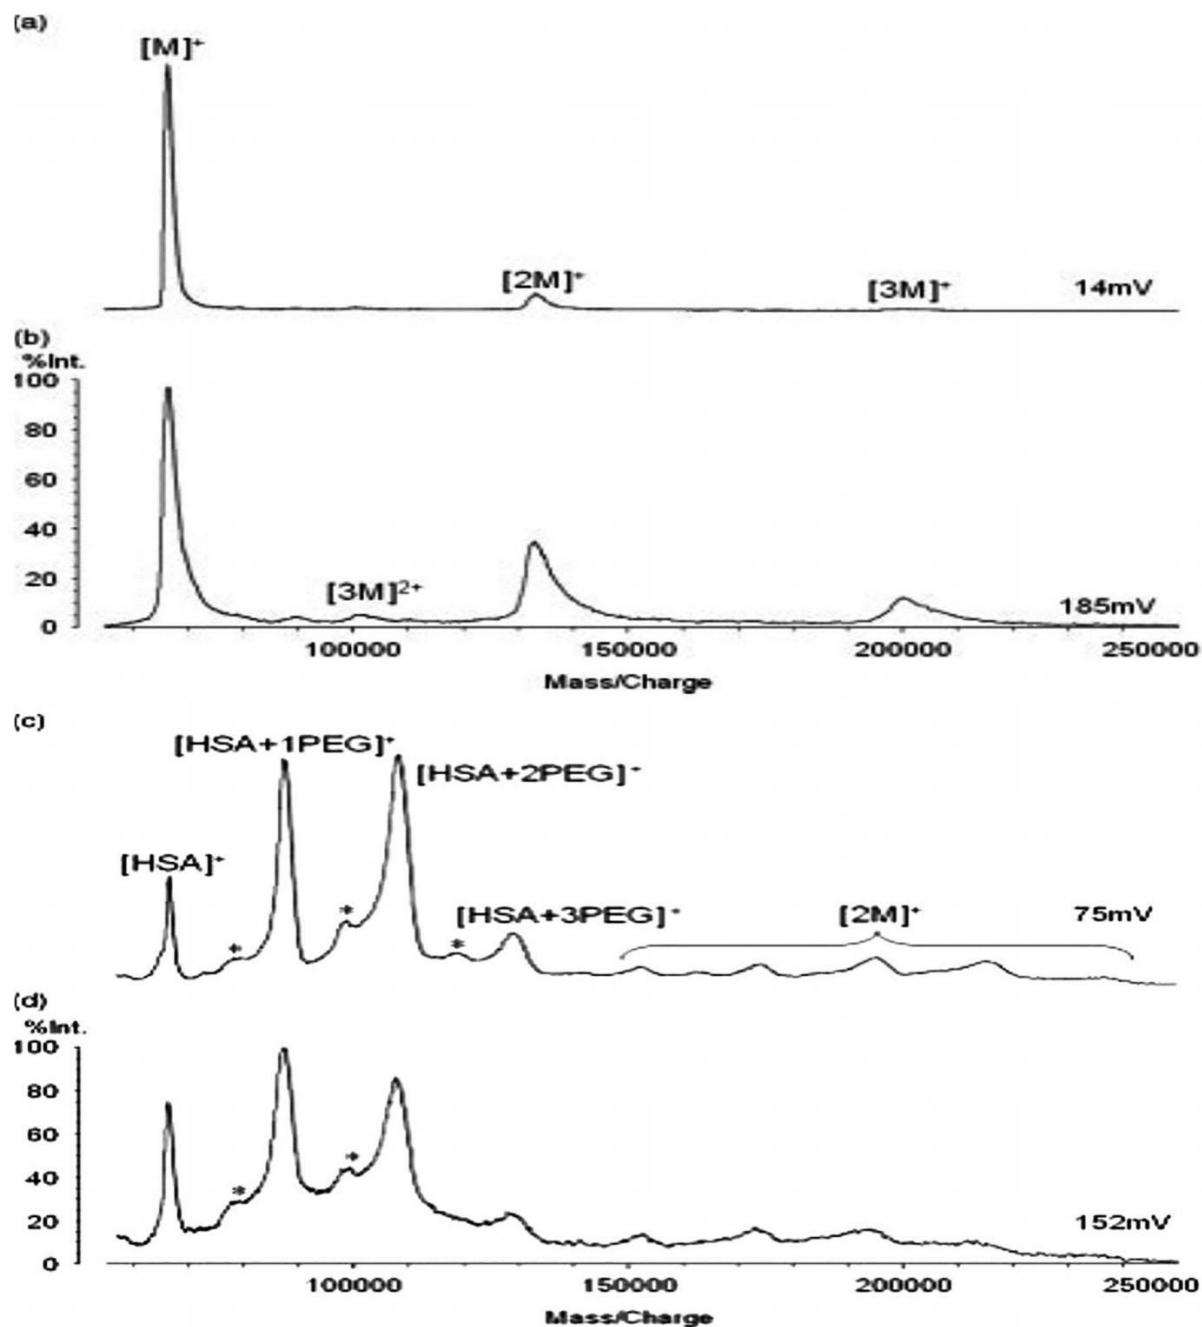 (a)
[M]⁺
[2M]⁺
[3M]⁺
14mV
(b)
%Int.
100
80
60
40
20
0
[3M]²⁺
185mV
100000 150000 200000 250000
Mass/Charge
(c)
[HSA+1PEG]⁺
[HSA+2PEG]⁺
[HSA]⁺
*
[HSA+3PEG]⁺
[2M]⁺
75mV
* *
(d)
%Int.
100
80
60
40
20
0
*
*
152mV
100000 150000 200000 250000
Mass/Charge